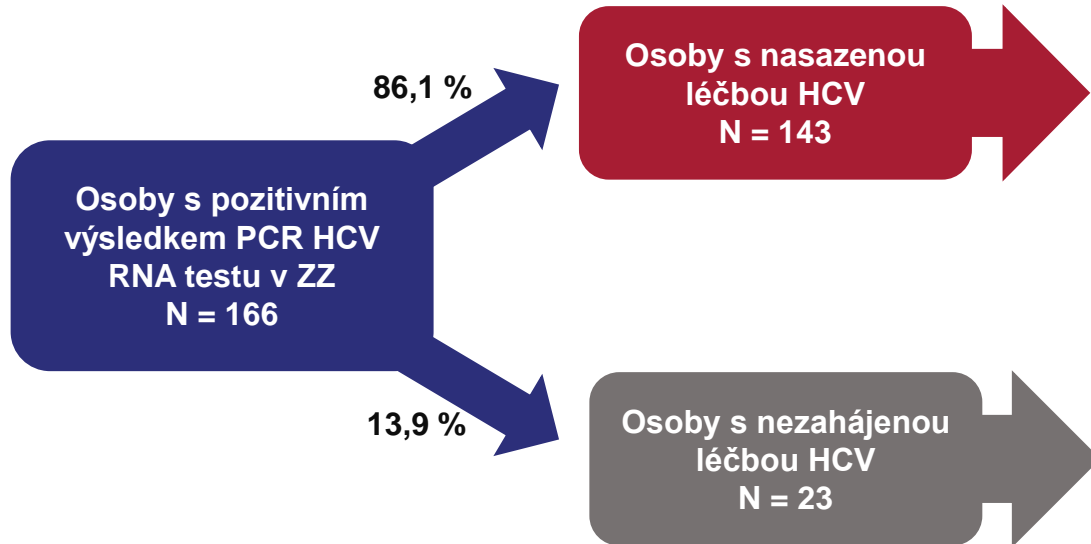 86,1 %
Osoby s nasazenou
léčbou HCV
N = 143
Osoby s pozitivním
výsledkem PCR HCV
RNA testu v ZZ
N = 166
13,9 %
Osoby s nezahájenou
léčbou HCV
N = 23